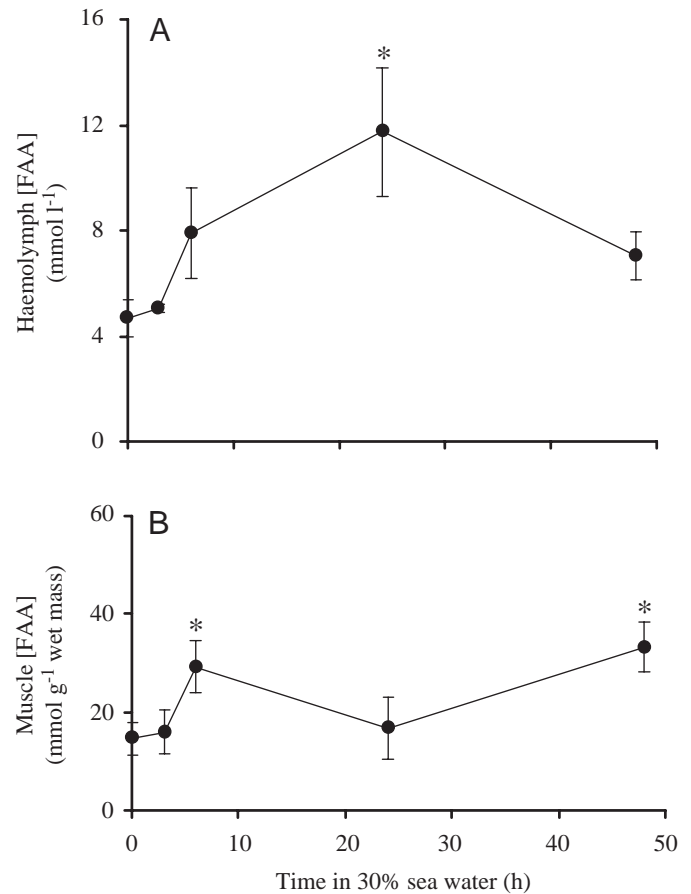 16
A
*
12
8
4
0
Haemolymph [FAA]
(mmol l⁻¹)
60
B
*
*
40
20
0
Muscle [FAA]
(mmol g⁻¹ wet mass)
0 10 20 30 40 50
Time in 30% sea water (h)